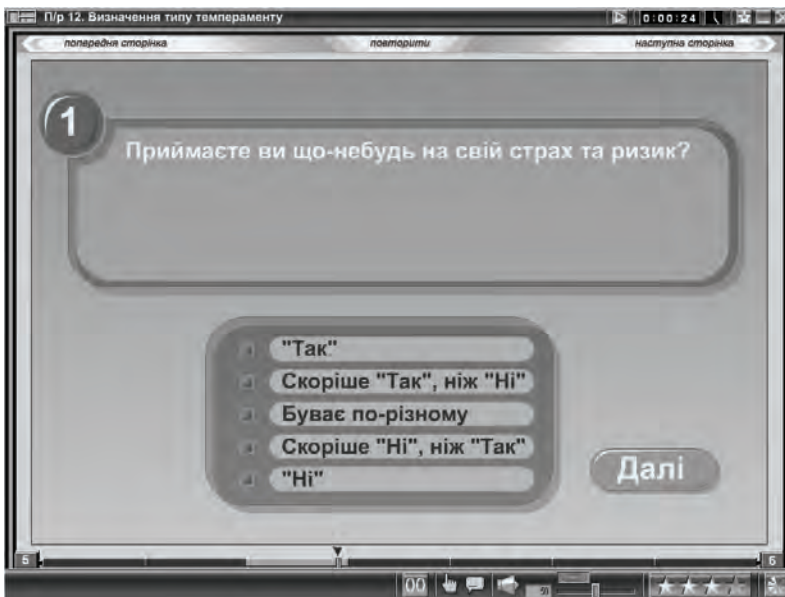 П/р 12. Визначення типу темпераменту
0:00:24
попередня сторінка
повторити
наступна сторінка
1
Приймаєте ви що-небудь на свій страх та ризик?
"Так"
Скоріше "Так", ніж "Ні"
Буває по-різному
Скоріше "Ні", ніж "Так"
"Ні"
Далі
5
6
00
50